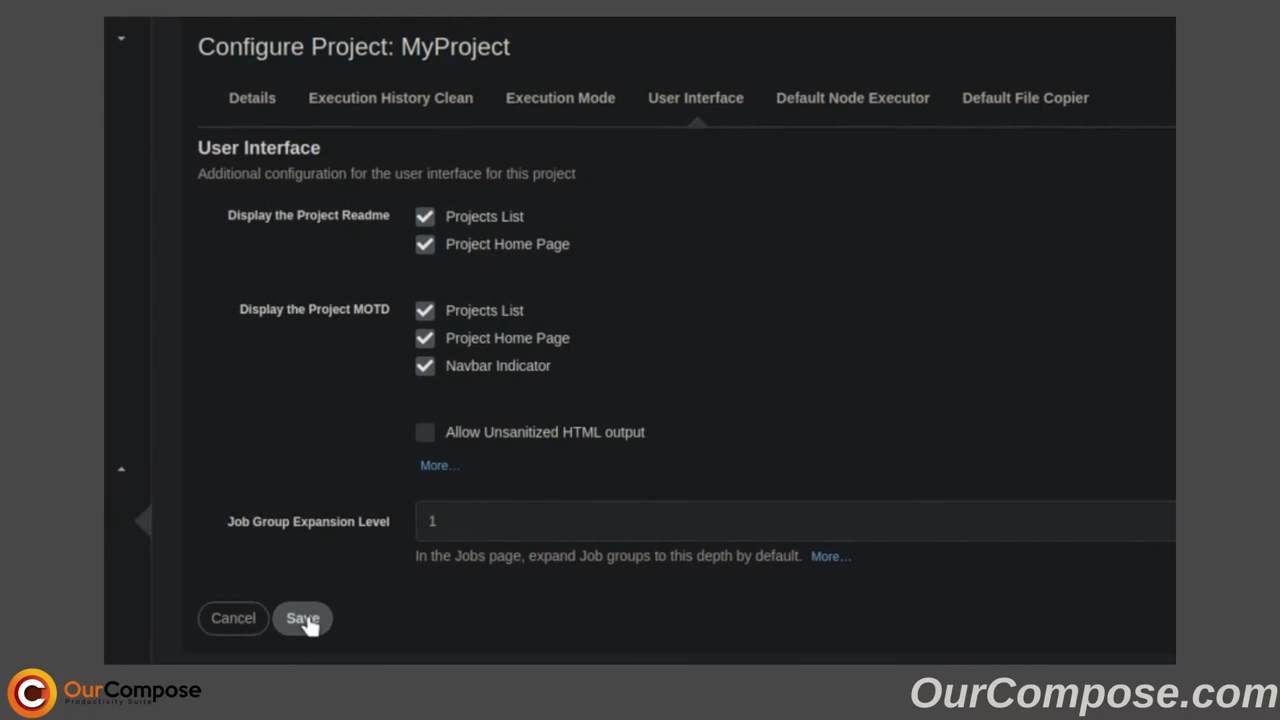 Configure Project: MyProject
Details Execution History Clean Execution Mode User Interface Default Node Executor Default File Copier
User Interface
Additional configuration for the user interface for this project
Display the Project Readme Projects List
Project Home Page
Display the Project MOTD Projects List
Project Home Page
Navbar Indicator
Allow Unsanitized HTML output
More...
Job Group Expansion Level 1
In the Jobs page, expand Job groups to this depth by default. More...
Cancel Save
OurCompose
Productivity Suite
OurCompose.com